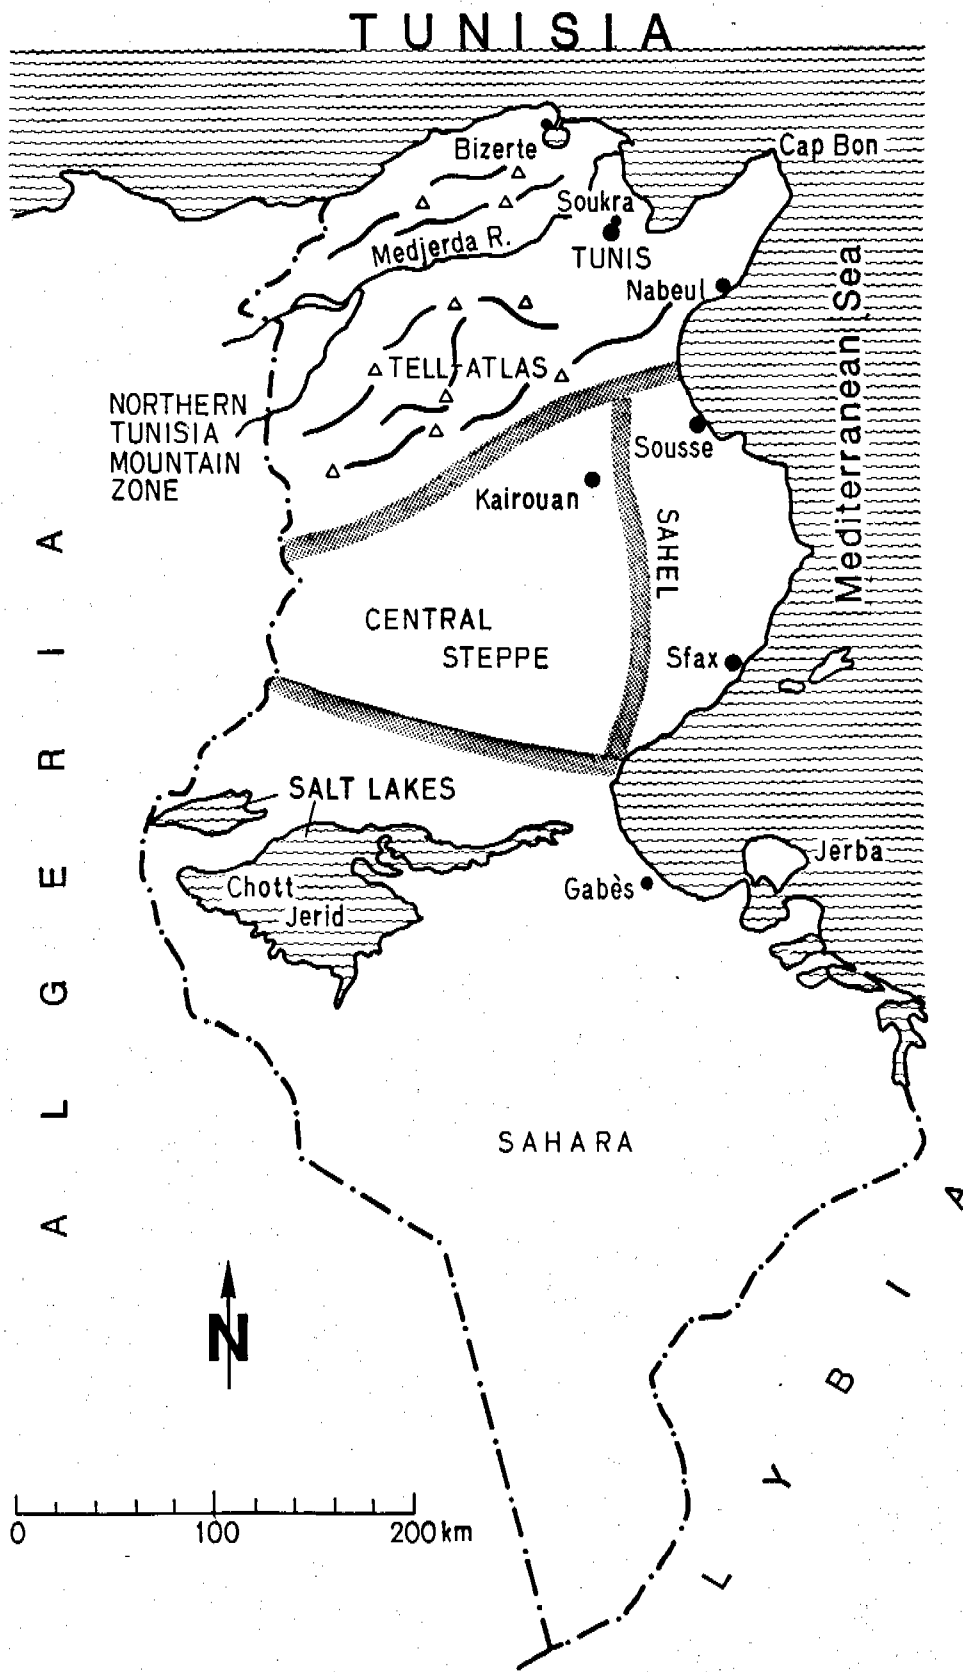 TUNISIA
Cap Bon
Bizerte
Soukra
Medjerda R.
TUNIS
Nabeul
Mediterranean Sea
TELL-ATLAS
NORTHERN
TUNISIA
MOUNTAIN
ZONE
Sousse
Kairouan
SAHEL
CENTRAL
STEPPE
Sfax
ALGERIA
SALT LAKES
Chott
Jerid
Jerba
Gabès
SAHARA
LYBIA
N
0 100 200 km